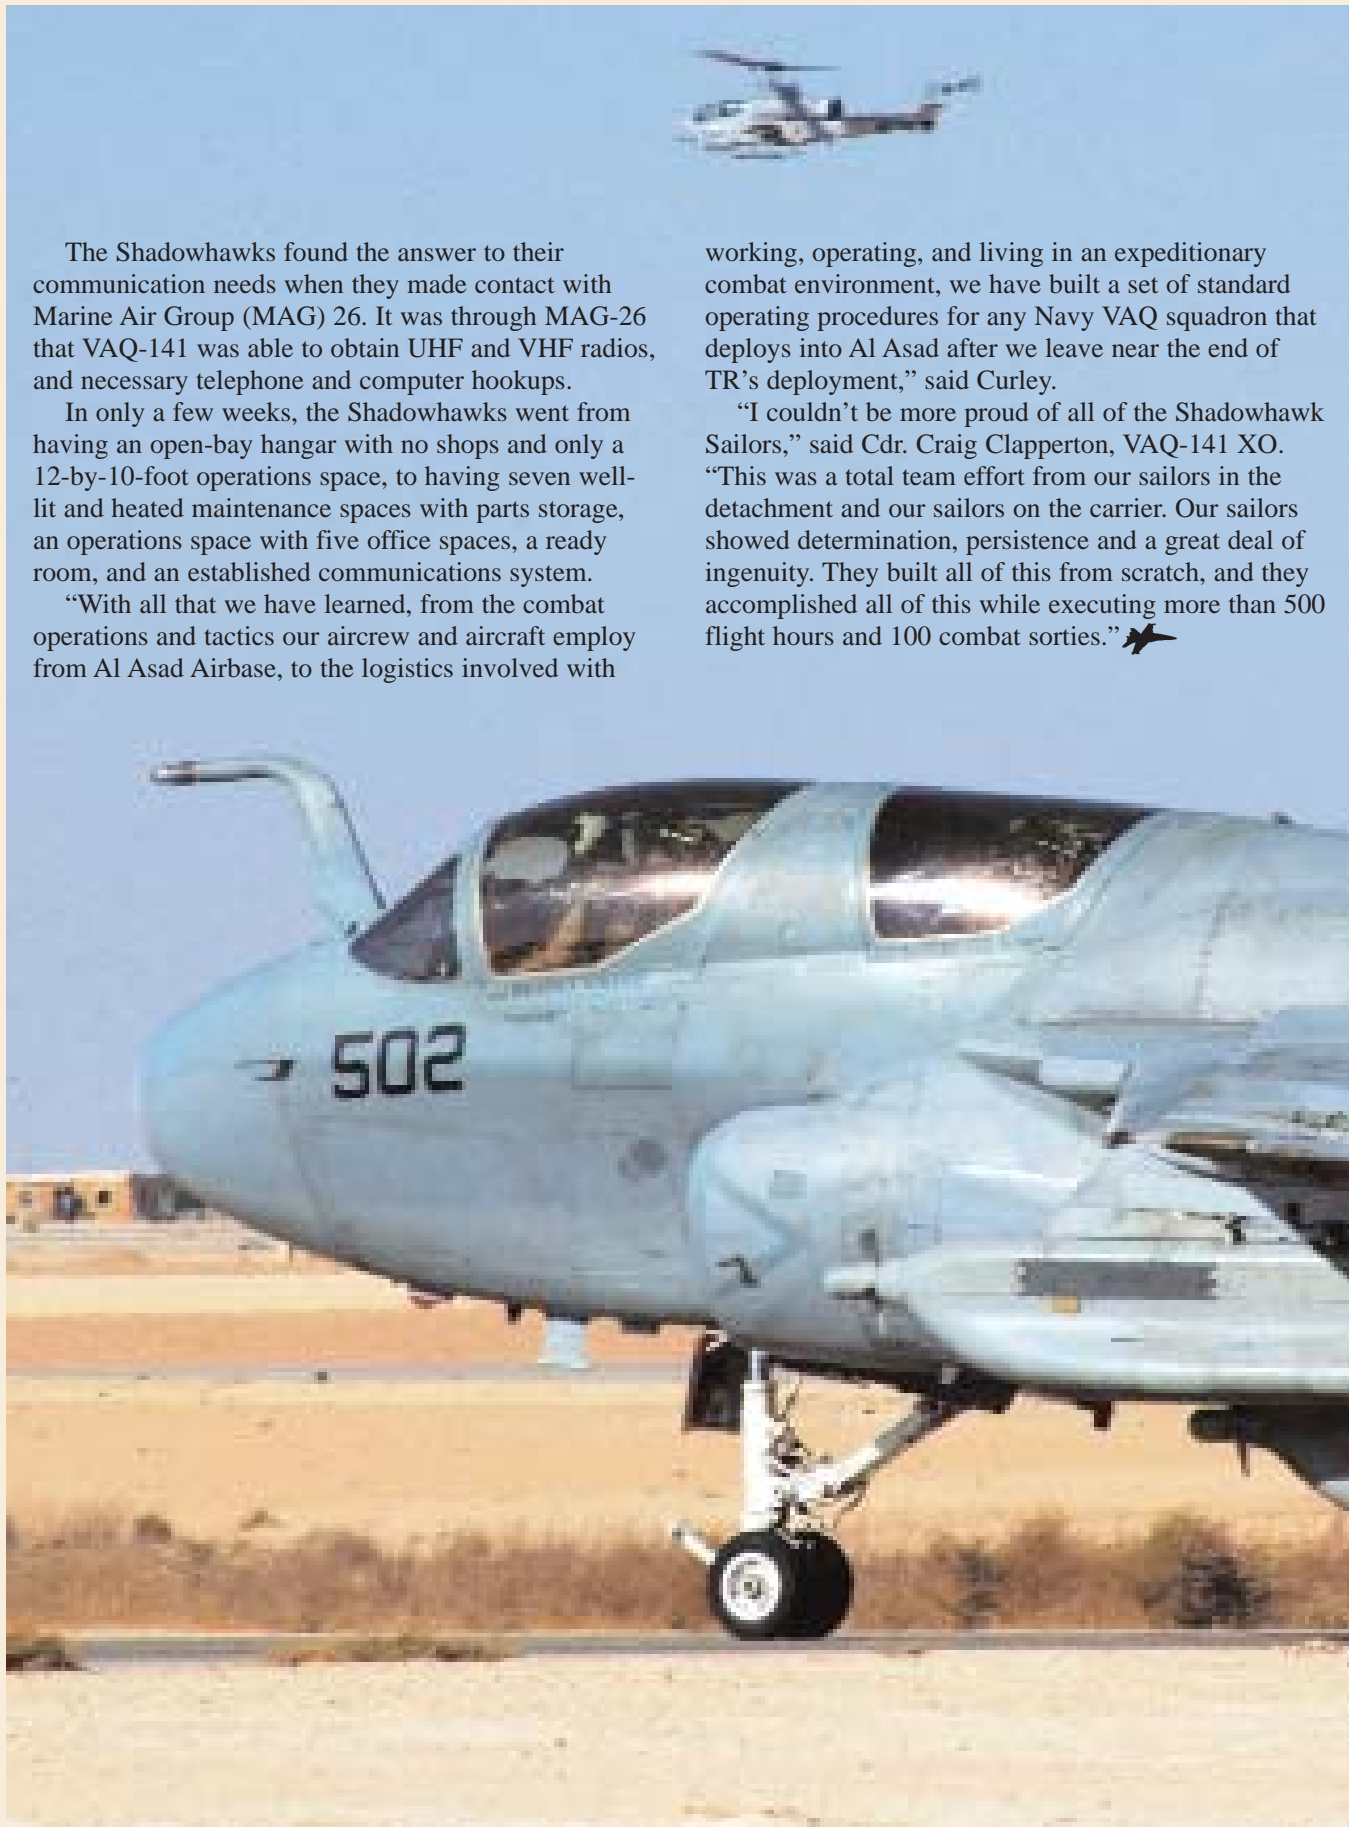 The Shadowhawks found the answer to their
communication needs when they made contact with
Marine Air Group (MAG) 26. It was through MAG-26
that VAQ-141 was able to obtain UHF and VHF radios,
and necessary telephone and computer hookups.
In only a few weeks, the Shadowhawks went from
having an open-bay hangar with no shops and only a
12-by-10-foot operations space, to having seven well-
lit and heated maintenance spaces with parts storage,
an operations space with five office spaces, a ready
room, and an established communications system.
“With all that we have learned, from the combat
operations and tactics our aircrew and aircraft employ
from Al Asad Airbase, to the logistics involved with
working, operating, and living in an expeditionary
combat environment, we have built a set of standard
operating procedures for any Navy VAQ squadron that
deploys into Al Asad after we leave near the end of
TR’s deployment,” said Curley.
“I couldn’t be more proud of all of the Shadowhawk
Sailors,” said Cdr. Craig Clapperton, VAQ-141 XO.
“This was a total team effort from our sailors in the
detachment and our sailors on the carrier. Our sailors
showed determination, persistence and a great deal of
ingenuity. They built all of this from scratch, and they
accomplished all of this while executing more than 500
flight hours and 100 combat sorties.”
502